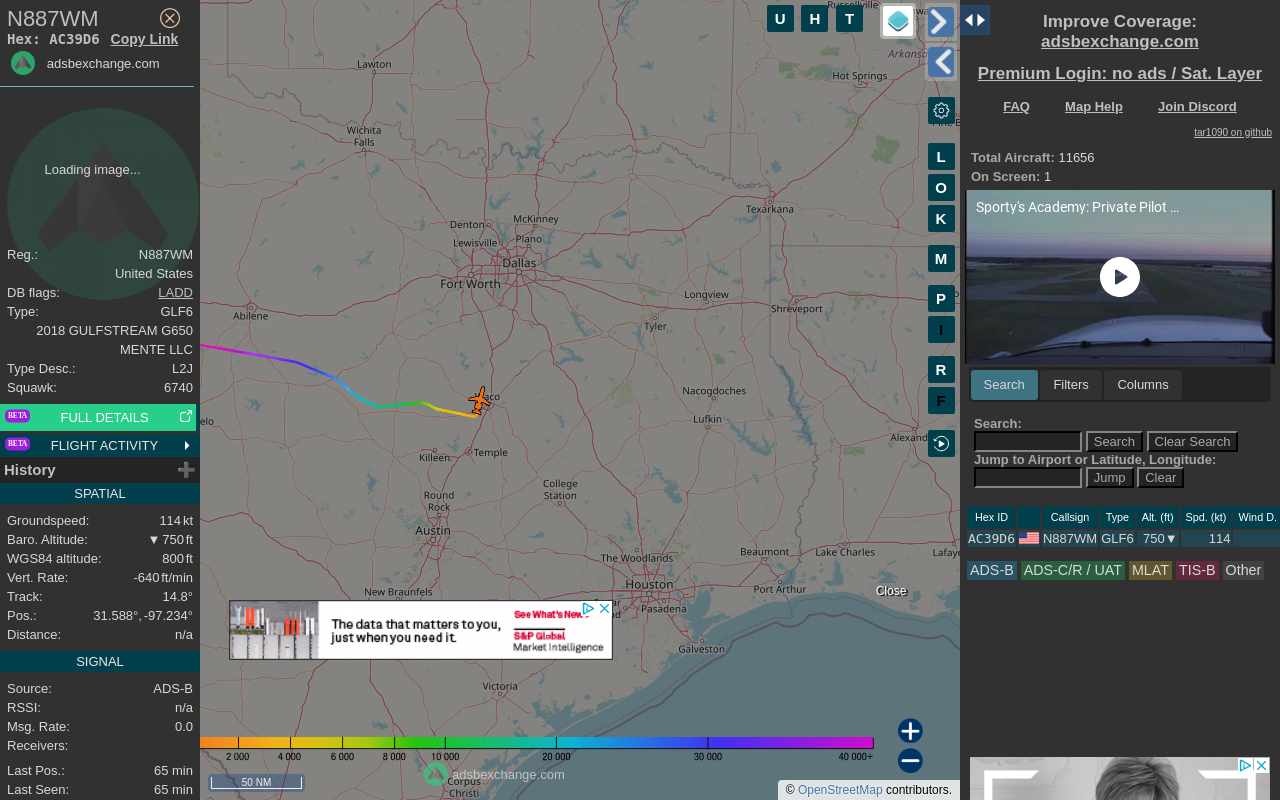 N887WM
Hex: AC39D6 Copy Link
adsbexchange.com
Loading image...
Reg.: N887WM
United States
DB flags: LADD
Type: GLF6
2018 GULFSTREAM G650
MENTE LLC
Type Desc.: L2J
Squawk: 6740
BETA FULL DETAILS
BETA FLIGHT ACTIVITY
History
SPATIAL
Groundspeed: 114 kt
Baro. Altitude: ▼ 750 ft
WGS84 altitude: 800 ft
Vert. Rate: -640 ft/min
Track: 14.8°
Pos.: 31.588°, -97.234°
Distance: n/a
SIGNAL
Source: ADS-B
RSSI: n/a
Msg. Rate: 0.0
Receivers:
Last Pos.: 65 min
Last Seen: 65 min
U H T
L
O
K
M
P
I
R
F
Lawton
Russellville
Arkansas
Hot Springs
Wichita
Falls
Texarkana
Denton
McKinney
Lewisville
Plano
Dallas
Fort Worth
Abilene
Longview
Shreveport
Tyler
aco
Nacogdoches
Lufkin
elo
Alexand
Killeen
Temple
College
Station
Round
Rock
Austin
The Woodlands
Beaumont
Lake Charles
Lafaye
Houston
New Braunfels
Port Arthur
Pasadena
Close
Galveston
The data that matters to you,
just when you need it.
See What's New
S&P Global
Market Intelligence
Victoria
2 000 4 000 6 000 8 000 10 000 20 000 30 000 40 000+
50 NM
adsbexchange.com
Corpus
Christi
© OpenStreetMap contributors.
Improve Coverage:
adsbexchange.com
Premium Login: no ads / Sat. Layer
FAQ Map Help Join Discord
tar1090 on github
Total Aircraft: 11656
On Screen: 1
Sporty's Academy: Private Pilot ...
Search Filters Columns
Search:
Search Clear Search
Jump to Airport or Latitude, Longitude:
Jump Clear
Hex ID Callsign Type Alt. (ft) Spd. (kt) Wind D.
AC39D6 N887WM GLF6 750▼ 114
ADS-B ADS-C/R / UAT MLAT TIS-B Other